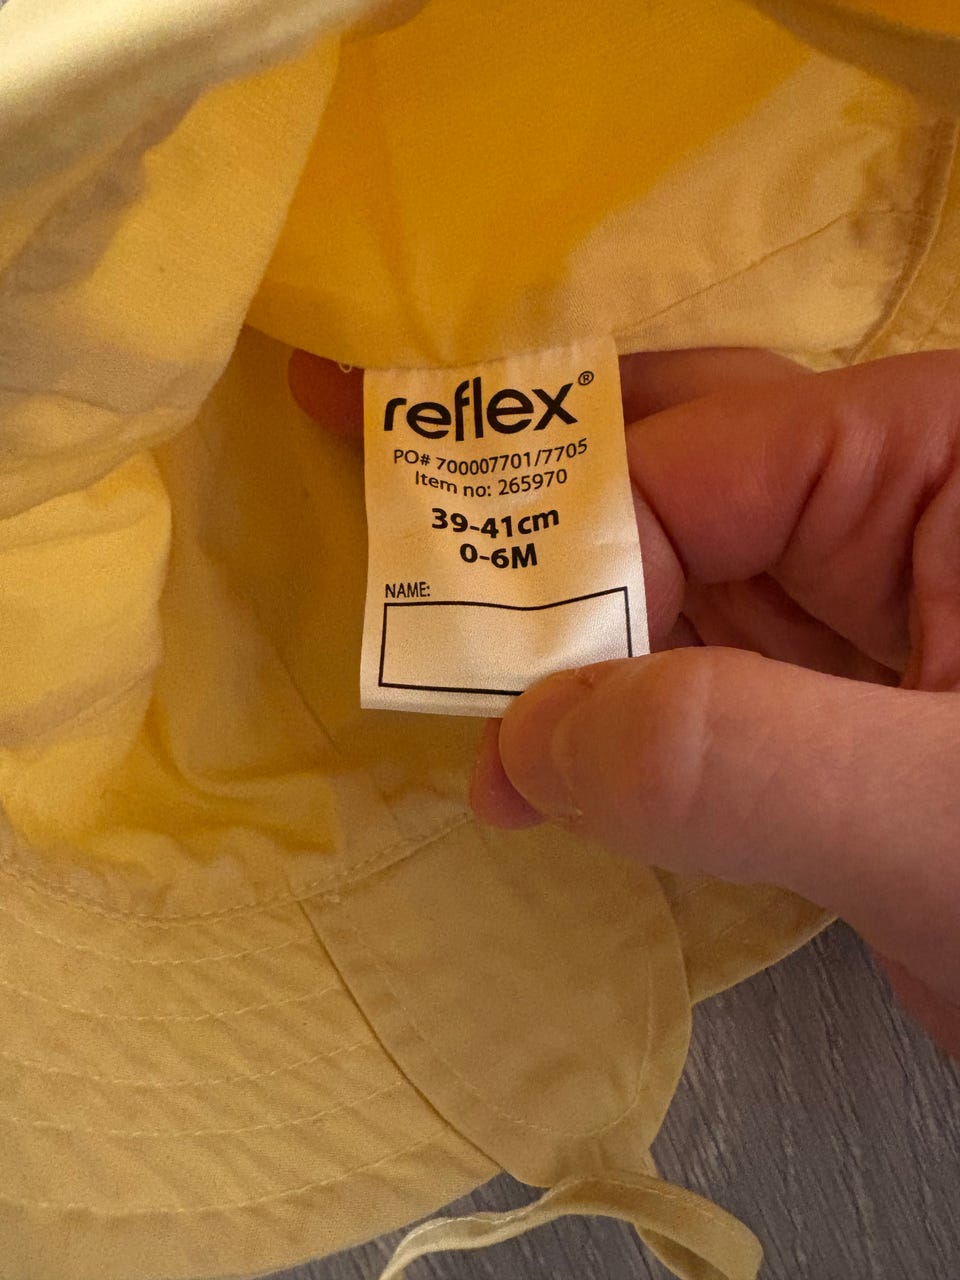 reflex®
PO# 700007701/7705
Item no: 265970
39-41cm
0-6M
NAME: